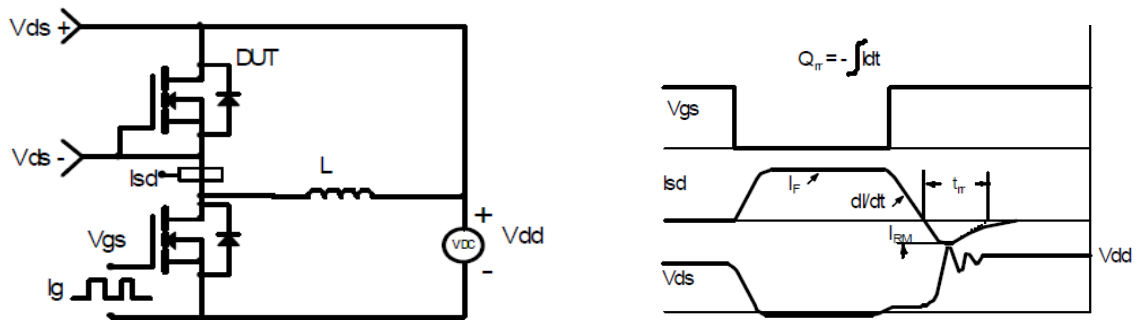 Vds +
DUT
Vds -
Isd
L
Vgs
Ig
+
VDC
-
Vdd
Qrr = - ∫Idt
Vgs
Isd
IF
dI/dt
trr
IRM
Vdd
Vds